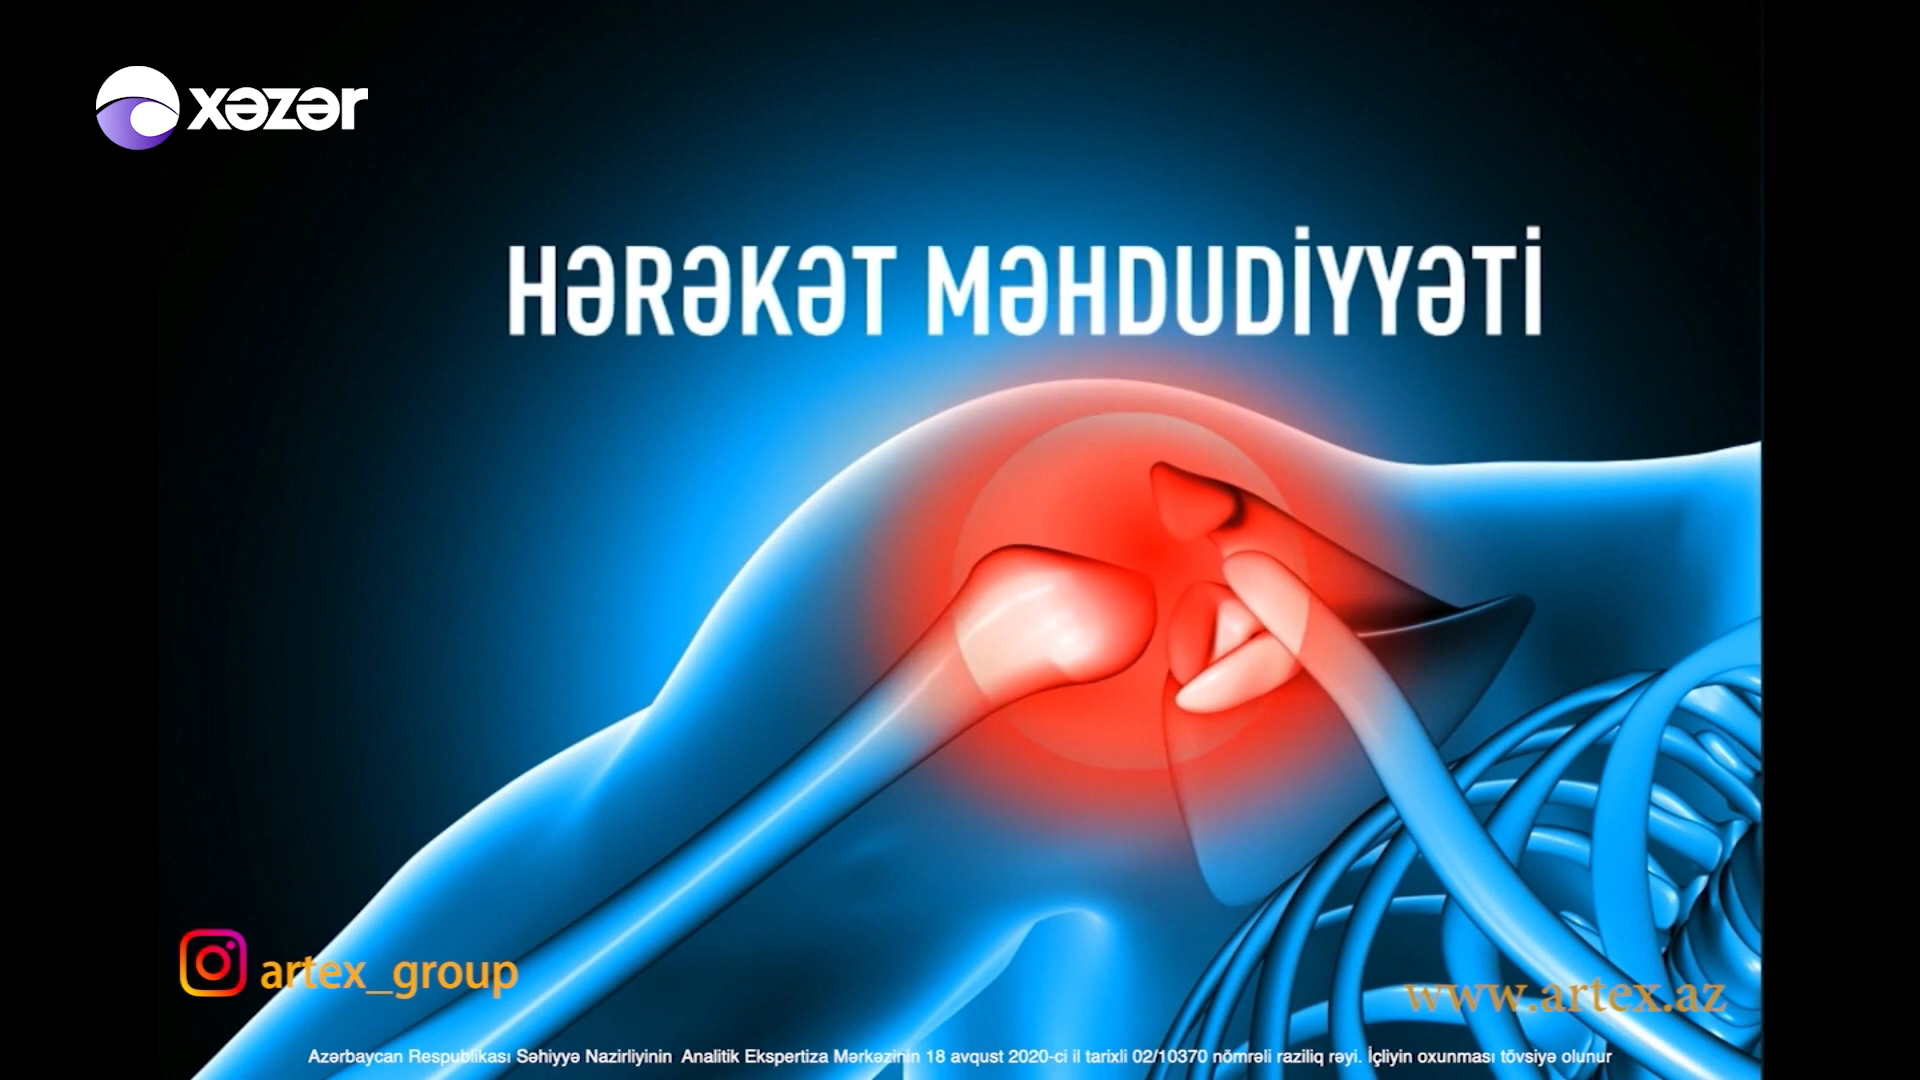 xəzər
HƏRƏKƏT MƏHDUDİYYƏTİ
artex_group
www.artex.az
Azərbaycan Respublikası Səhiyyə Nazirliyinin Analitik Ekspertiza Mərkəzinin 18 avqust 2020-ci il tarixli 02/10370 nömrəli raziliq rəyi. İçliyin oxunması tövsiyə olunur